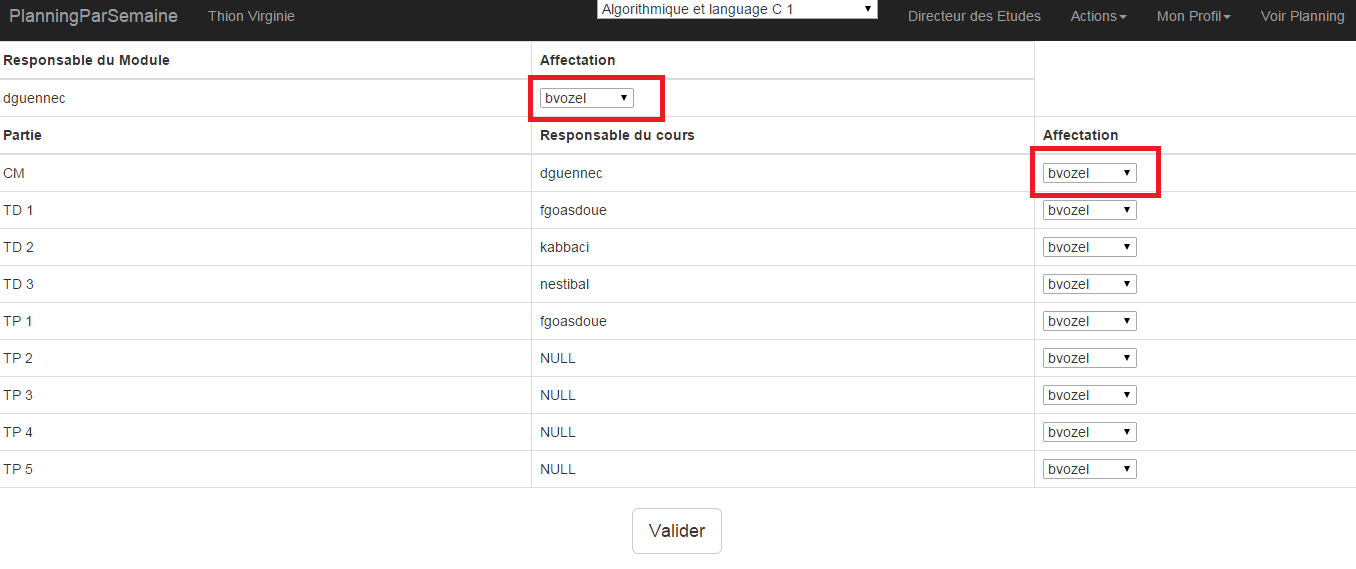 PlanningParSemaine Thion Virginie Algorithmique et language C 1 Directeur des Etudes Actions Mon Profil Voir Planning
Responsable du Module Affectation
dguennec bvozel
Partie Responsable du cours Affectation
CM dguennec bvozel
TD 1 fgoasdoue bvozel
TD 2 kabbaci bvozel
TD 3 nestibal bvozel
TP 1 fgoasdoue bvozel
TP 2 NULL bvozel
TP 3 NULL bvozel
TP 4 NULL bvozel
TP 5 NULL bvozel
Valider